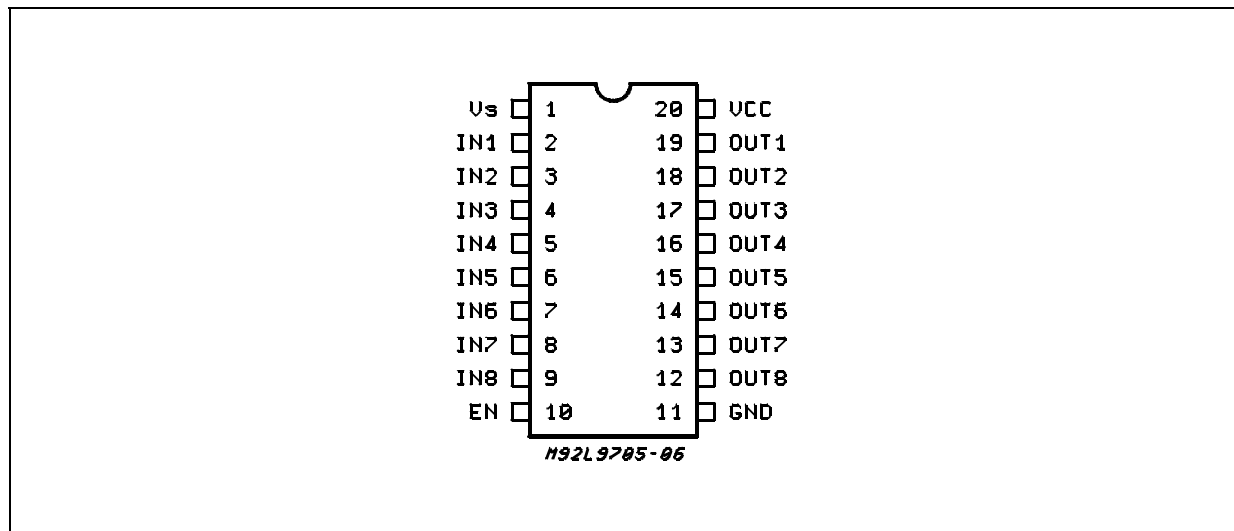 Vs 1 20 VCC
IN1 2 19 OUT1
IN2 3 18 OUT2
IN3 4 17 OUT3
IN4 5 16 OUT4
IN5 6 15 OUT5
IN6 7 14 OUT6
IN7 8 13 OUT7
IN8 9 12 OUT8
EN 10 11 GND
M92L9705-06